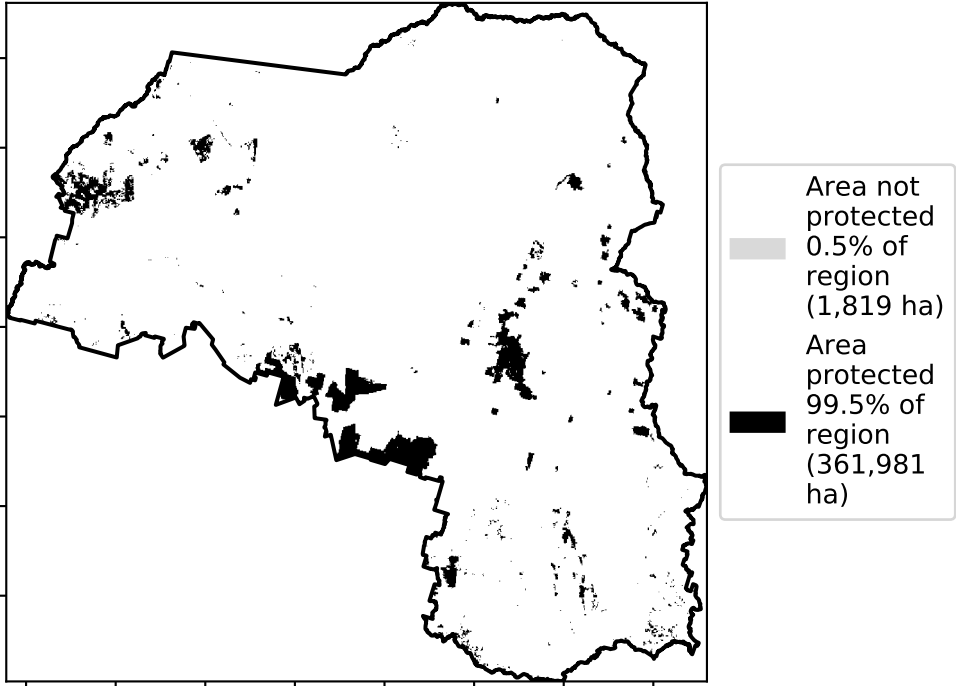 Area not
protected
0.5% of
region
(1,819 ha)
Area
protected
99.5% of
region
(361,981
ha)